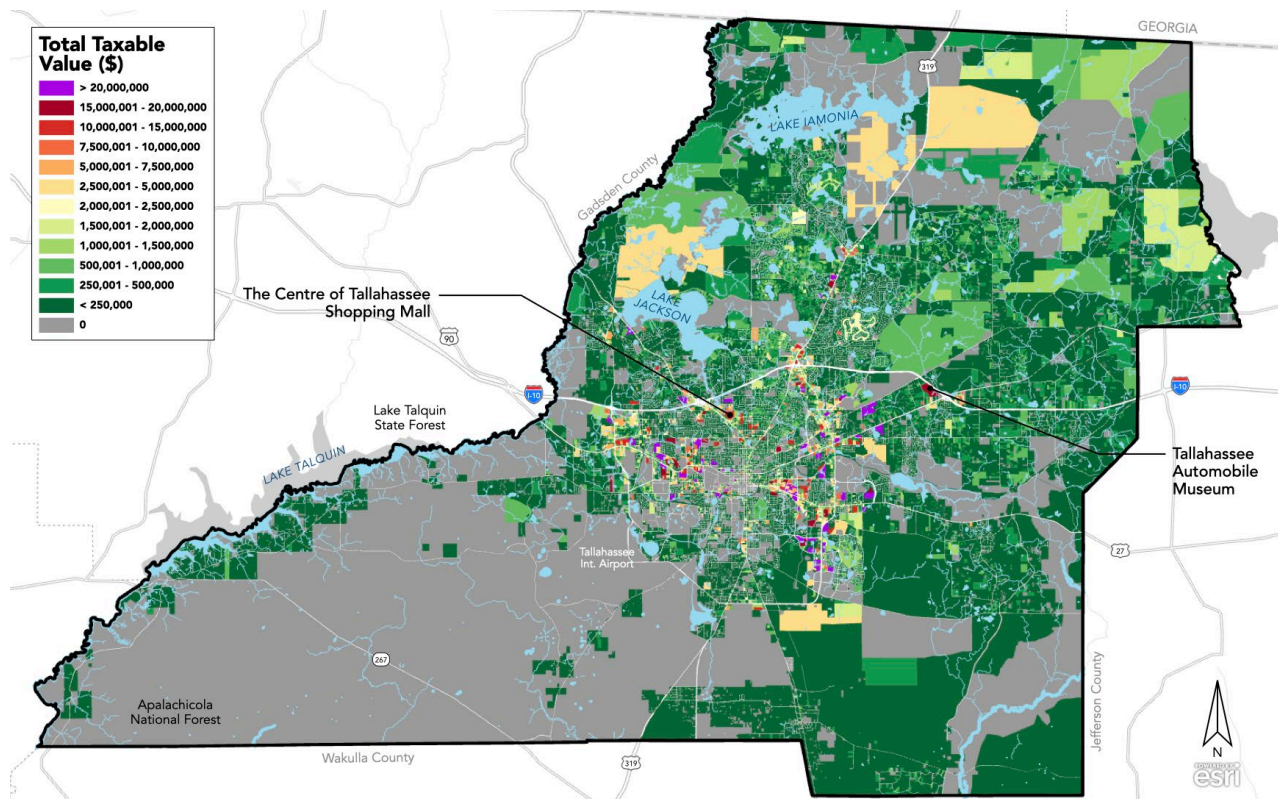 Total Taxable
Value ($)
> 20,000,000
15,000,001 - 20,000,000
10,000,001 - 15,000,000
7,500,001 - 10,000,000
5,000,001 - 7,500,000
2,500,001 - 5,000,000
2,000,001 - 2,500,000
1,500,001 - 2,000,000
1,000,001 - 1,500,000
500,001 - 1,000,000
250,001 - 500,000
< 250,000
0
GEORGIA
319
LAKE IAMONIA
Gadsden County
The Centre of Tallahassee
Shopping Mall
LAKE
JACKSON
90
I-10
I-10
Lake Talquin
State Forest
LAKE TALQUIN
Tallahassee
Automobile
Museum
Tallahassee
Int. Airport
27
267
Apalachicola
National Forest
Jefferson County
Wakulla County
319
N
POWERED BY
esri